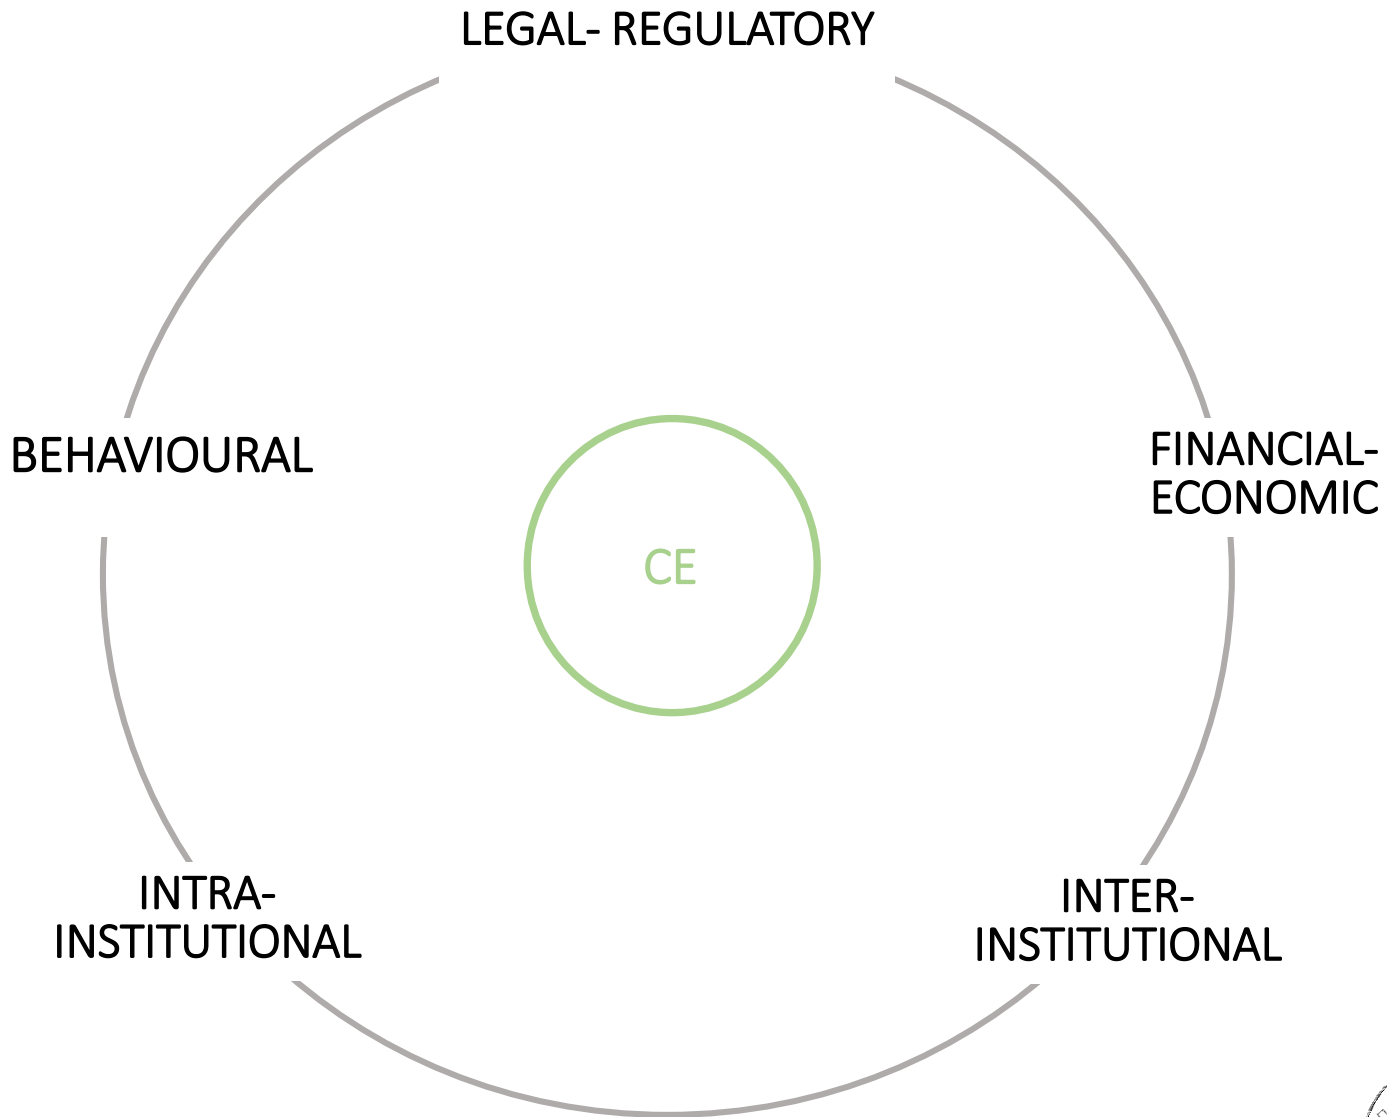 LEGAL- REGULATORY
BEHAVIOURAL
FINANCIAL-
ECONOMIC
CE
INTRA-
INSTITUTIONAL
INTER-
INSTITUTIONAL